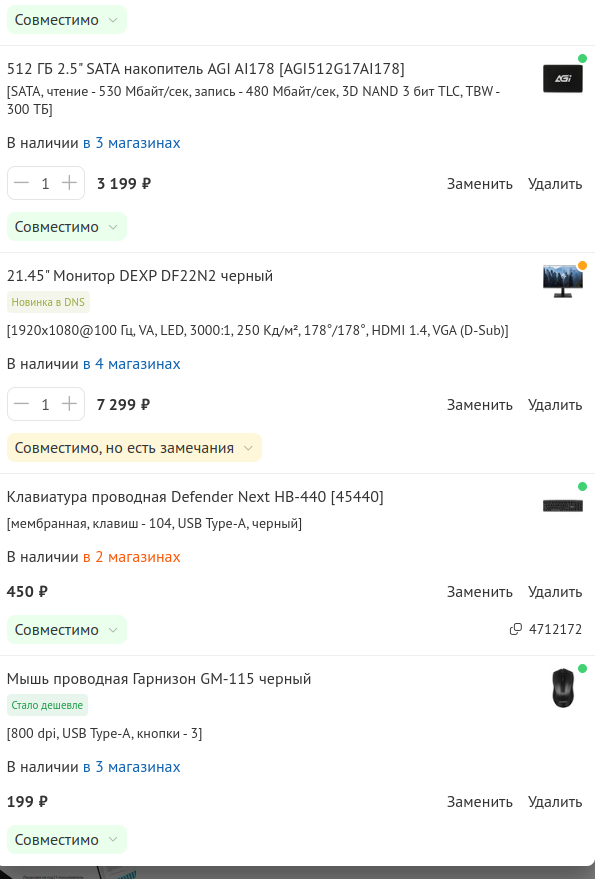 Совместимо
512 ГБ 2.5" SATA накопитель AGI AI178 [AGI512G17AI178]
[SATA, чтение - 530 Мбайт/сек, запись - 480 Мбайт/сек, 3D NAND 3 бит TLC, TBW -
300 ТБ]
AGi
В наличии в 3 магазинах
1 3 199 ₽ Заменить Удалить
Совместимо
21.45" Монитор DEXP DF22N2 черный
Новинка в DNS
[1920x1080@100 Гц, VA, LED, 3000:1, 250 Кд/м², 178°/178°, HDMI 1.4, VGA (D-Sub)]
В наличии в 4 магазинах
1 7 299 ₽ Заменить Удалить
Совместимо, но есть замечания
Клавиатура проводная Defender Next HB-440 [45440]
[мембранная, клавиш - 104, USB Type-A, черный]
В наличии в 2 магазинах
450 ₽ Заменить Удалить
Совместимо 4712172
Мышь проводная Гарнизон GM-115 черный
Стало дешевле
[800 dpi, USB Type-A, кнопки - 3]
В наличии в 3 магазинах
199 ₽ Заменить Удалить
Совместимо